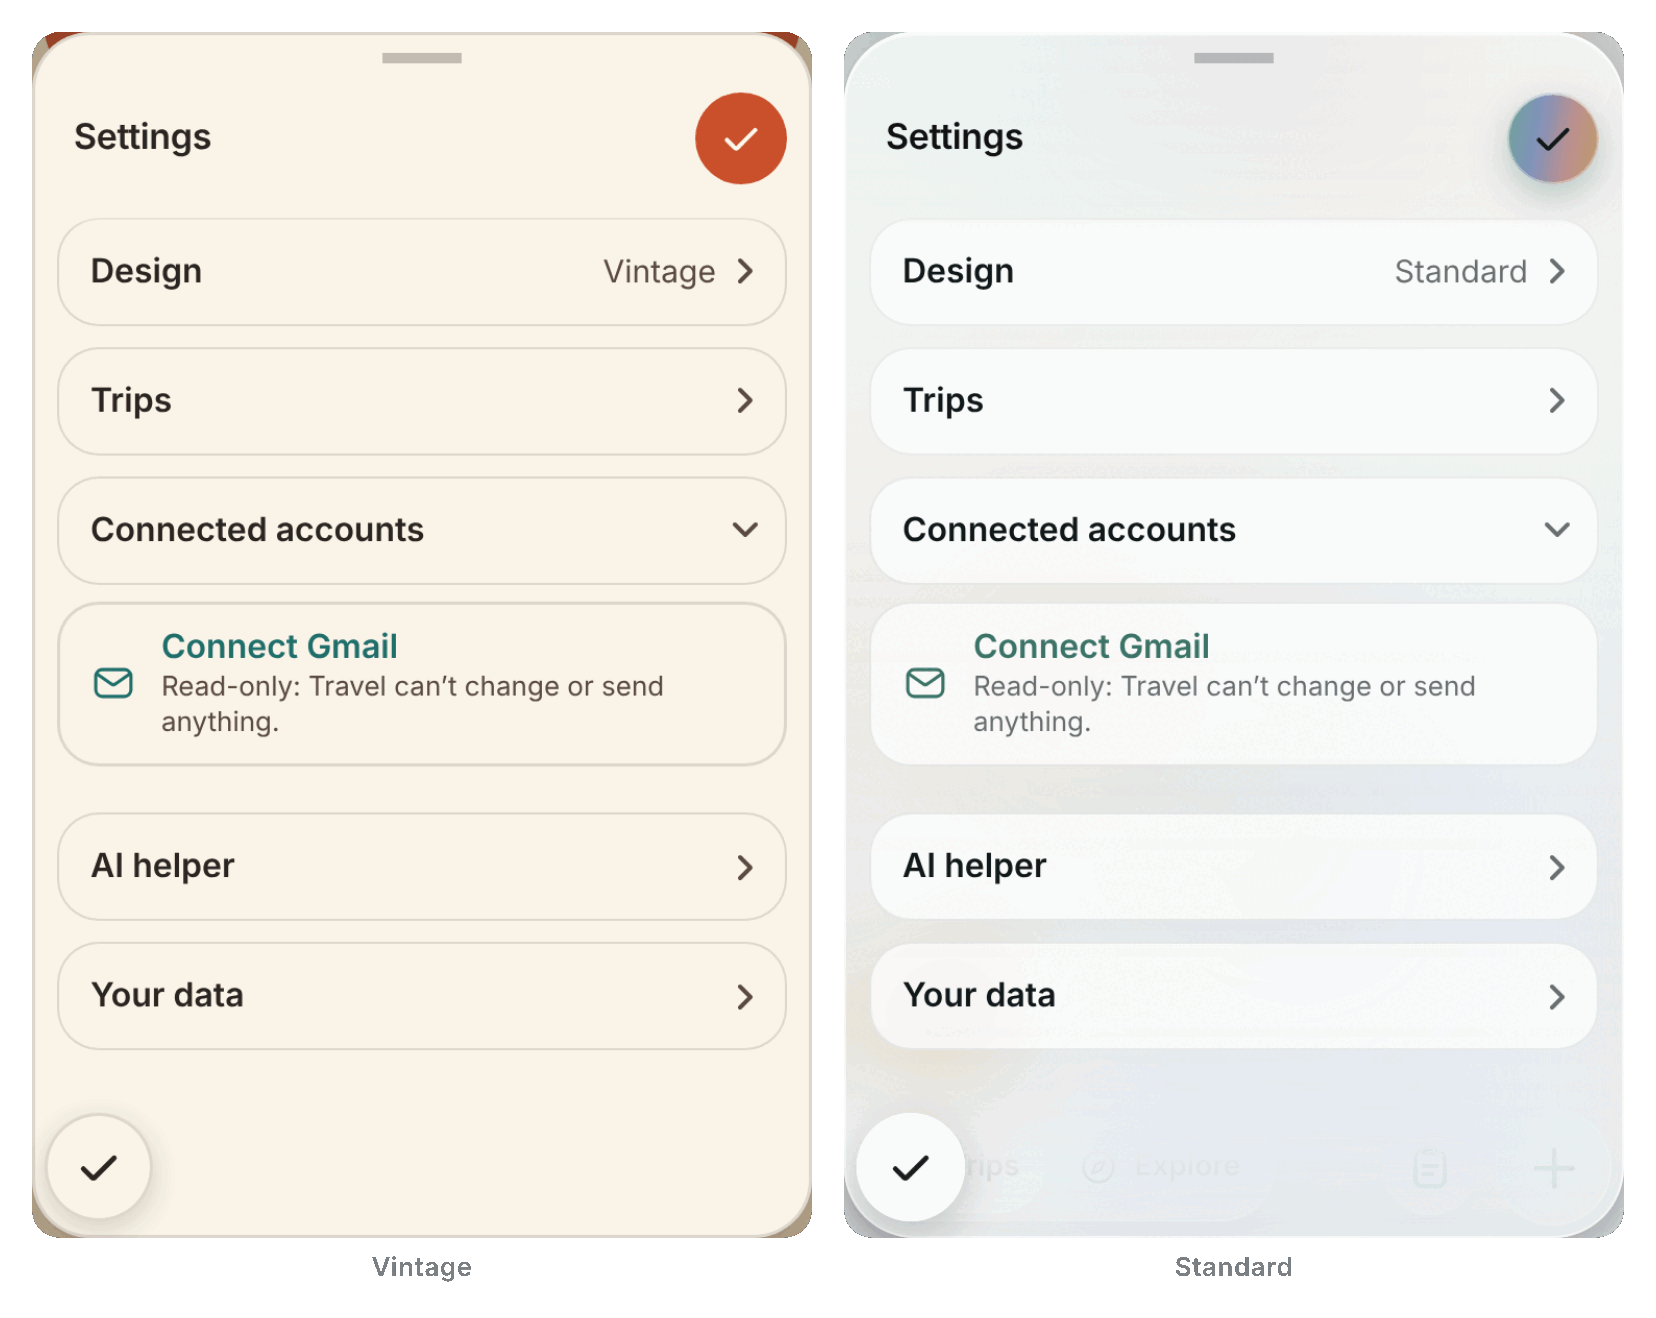 Settings
Design Vintage
Trips
Connected accounts
Connect Gmail
Read-only: Travel can’t change or send
anything.
AI helper
Your data
Vintage
Settings
Design Standard
Trips
Connected accounts
Connect Gmail
Read-only: Travel can’t change or send
anything.
AI helper
Your data
rips Explore
Standard